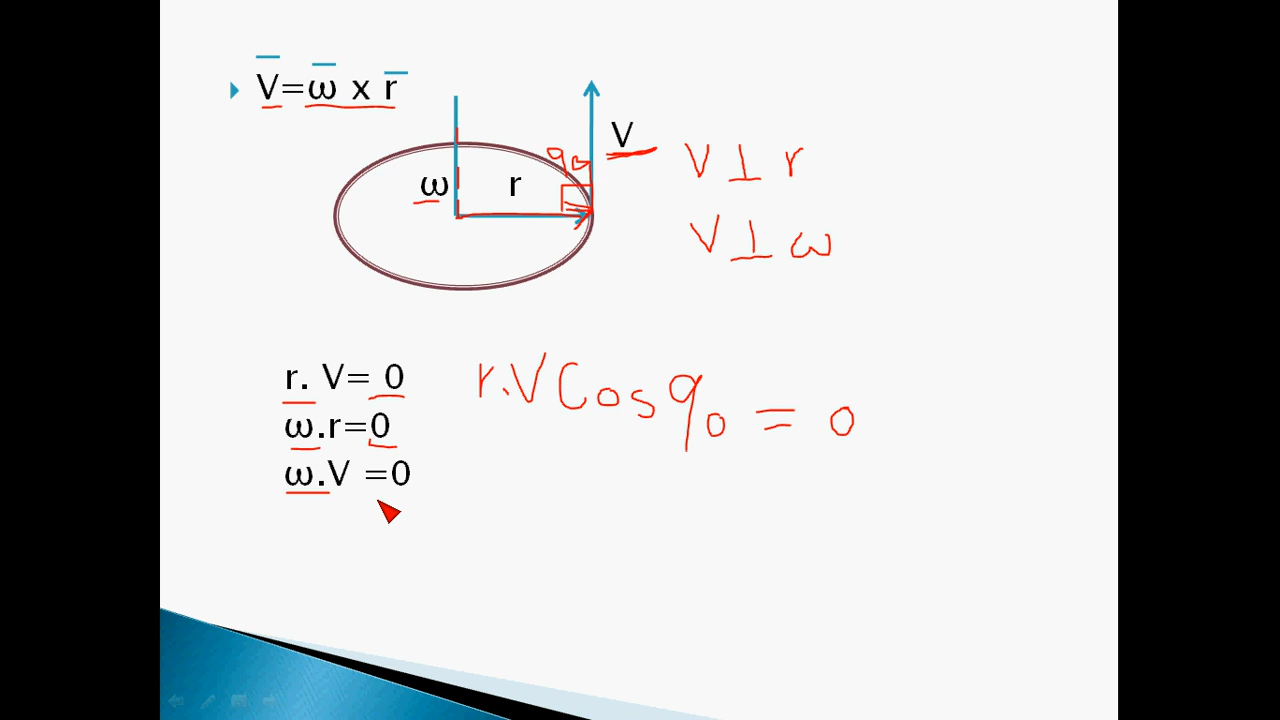 V=ω x r
V
90
V ⊥ r
ω
r
V ⊥ ω
r. V= 0
r.V Cos 90 = 0
ω.r=0
ω.V =0